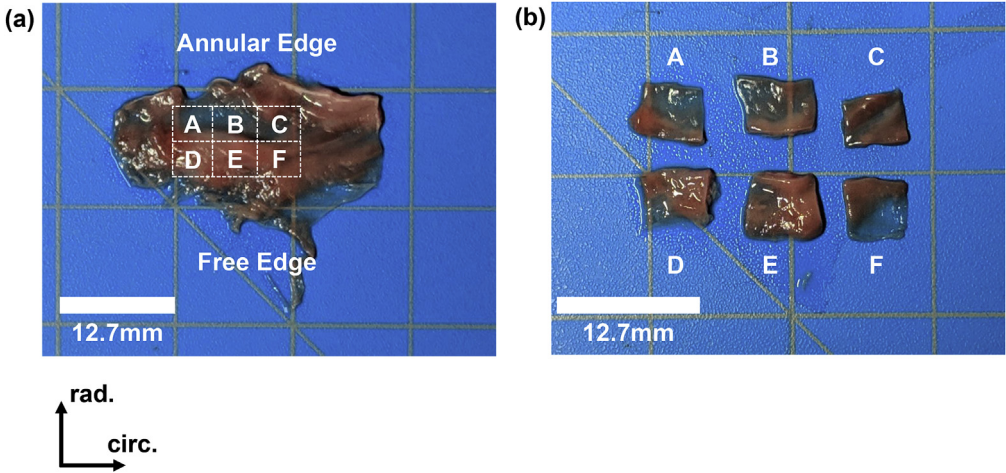 (a)
Annular Edge
A B C
D E F
Free Edge
12.7mm
(b)
A B C
D E F
12.7mm
rad.
circ.